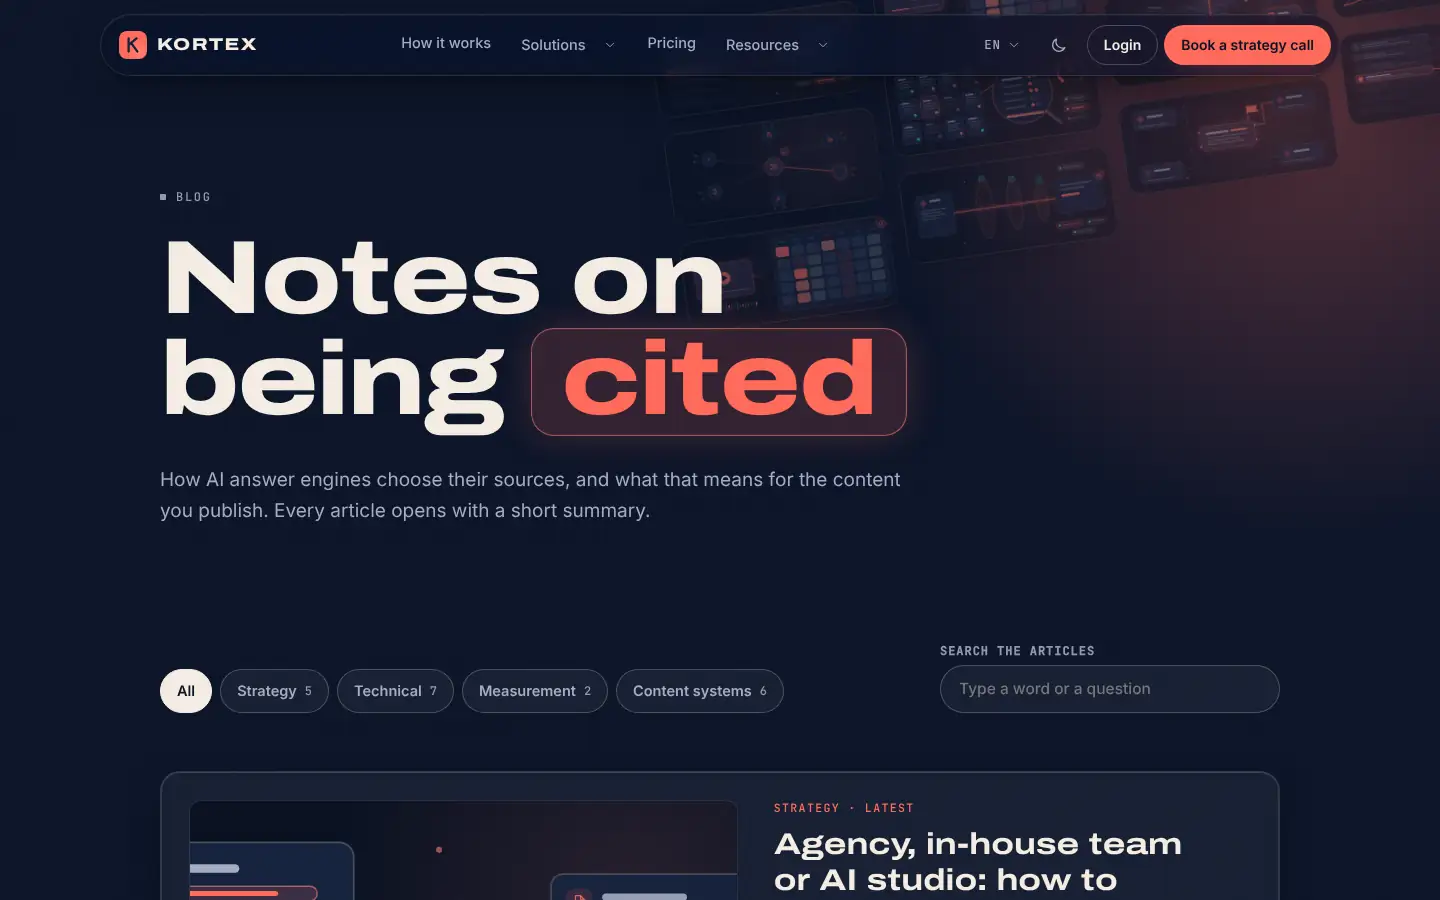 KORTEX
How it works
Solutions
Pricing
Resources
EN
Login
Book a strategy call
BLOG
Notes on
being cited
How AI answer engines choose their sources, and what that means for the content
you publish. Every article opens with a short summary.
SEARCH THE ARTICLES
All
Strategy 5
Technical 7
Measurement 2
Content systems 6
Type a word or a question
STRATEGY · LATEST
Agency, in-house team
or AI studio: how to